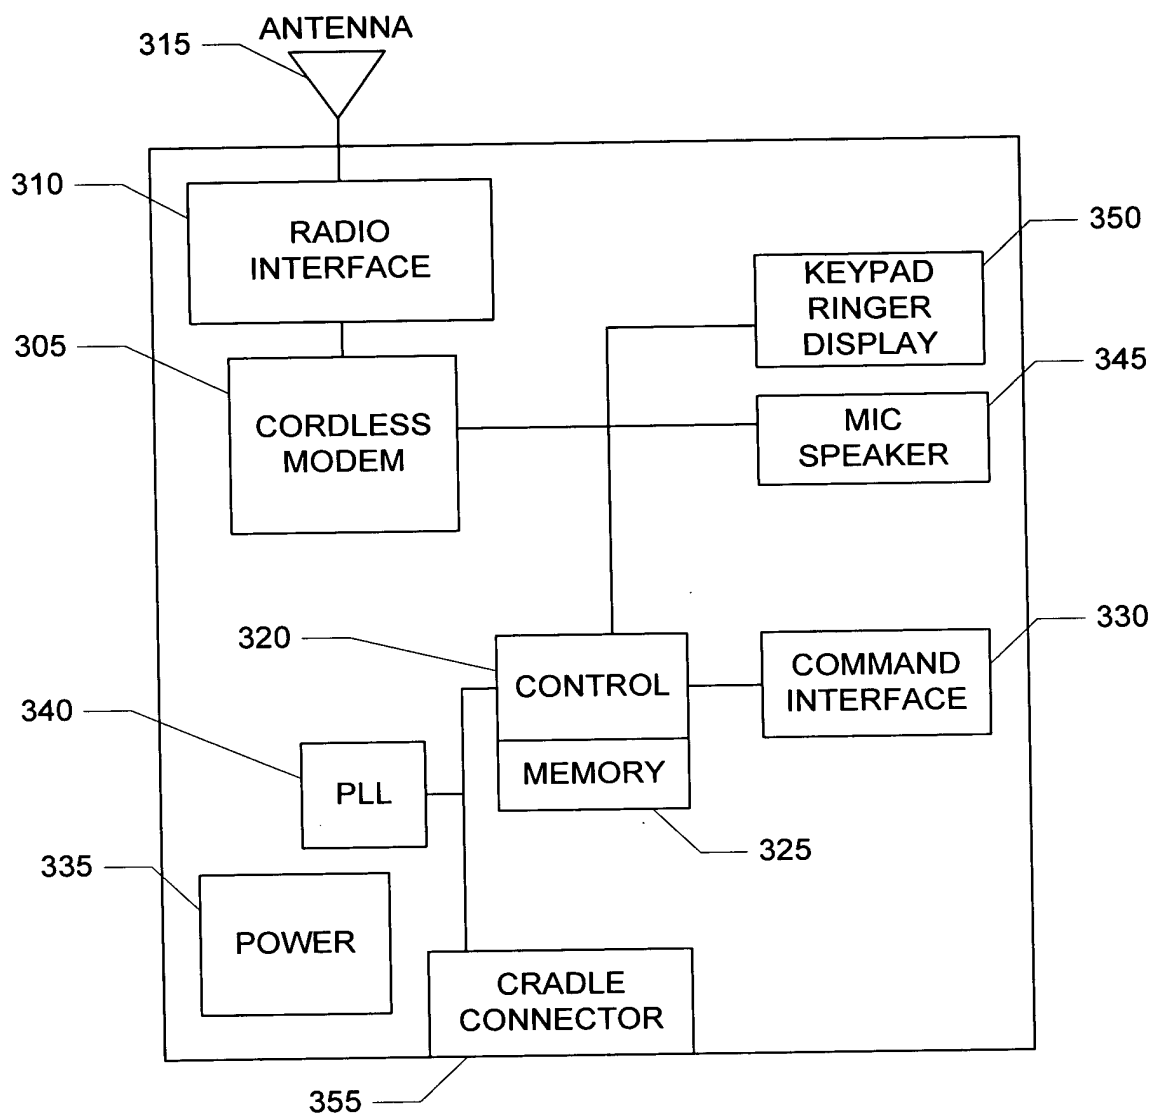 ANTENNA
315
310
RADIO
INTERFACE
350
KEYPAD
RINGER
DISPLAY
305
345
CORDLESS
MODEM
MIC
SPEAKER
320
330
CONTROL
COMMAND
INTERFACE
340
PLL
MEMORY
325
335
POWER
CRADLE
CONNECTOR
355